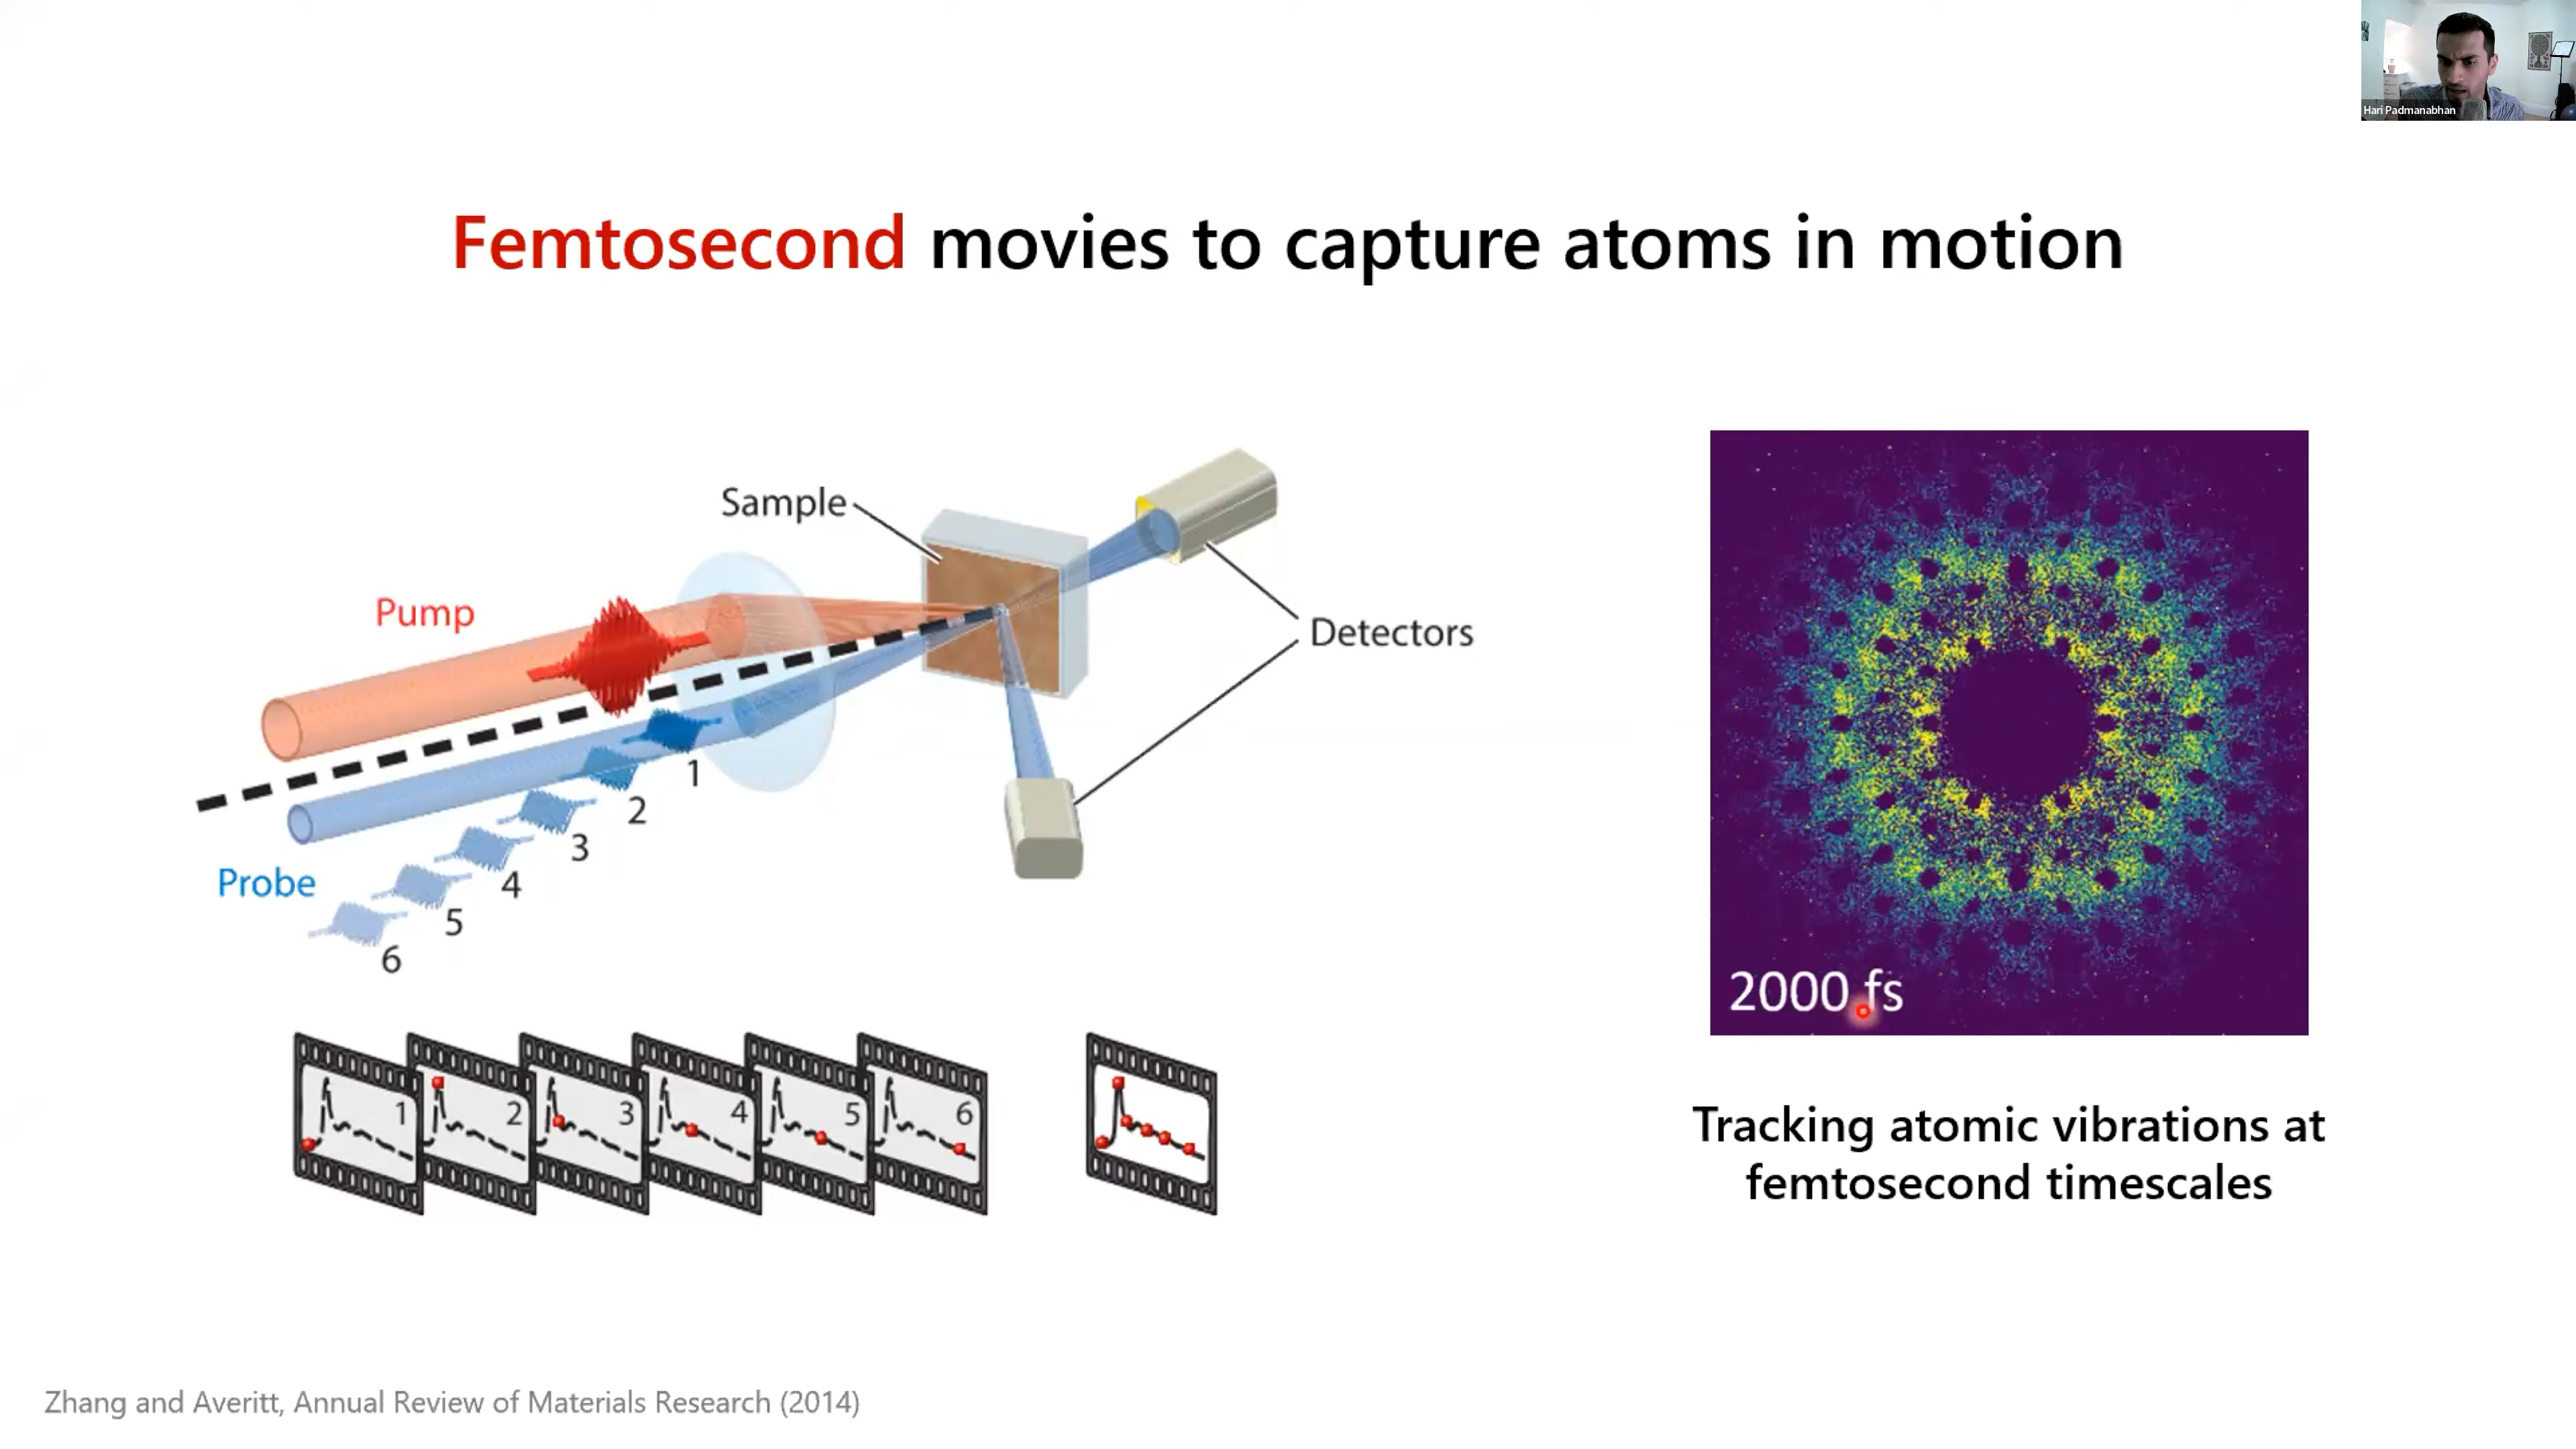 Hari Padmanabhan
Femtosecond movies to capture atoms in motion
Sample
Pump
Detectors
1
2
3
4
5
6
Probe
2000 fs
1
2
3
4
5
6
Tracking atomic vibrations at
femtosecond timescales
Zhang and Averitt, Annual Review of Materials Research (2014)